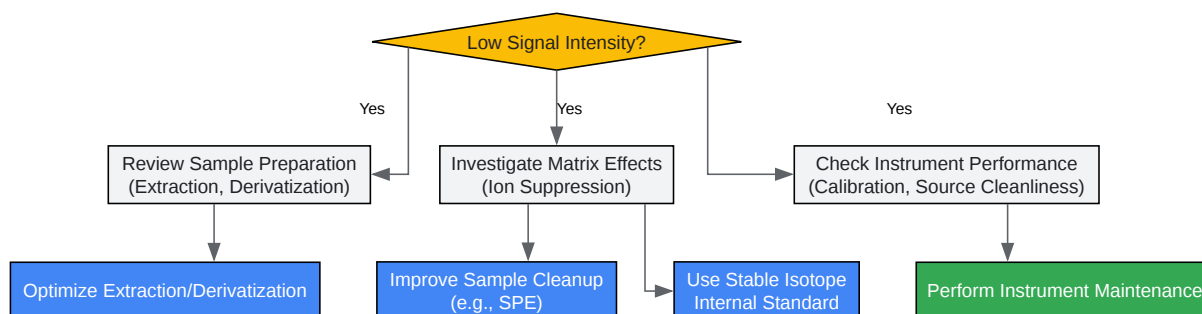 Low Signal Intensity?
Yes
Yes
Yes
Review Sample Preparation
(Extraction, Derivatization)
Investigate Matrix Effects
(Ion Suppression)
Check Instrument Performance
(Calibration, Source Cleanliness)
Optimize Extraction/Derivatization
Improve Sample Cleanup
(e.g., SPE)
Use Stable Isotope
Internal Standard
Perform Instrument Maintenance